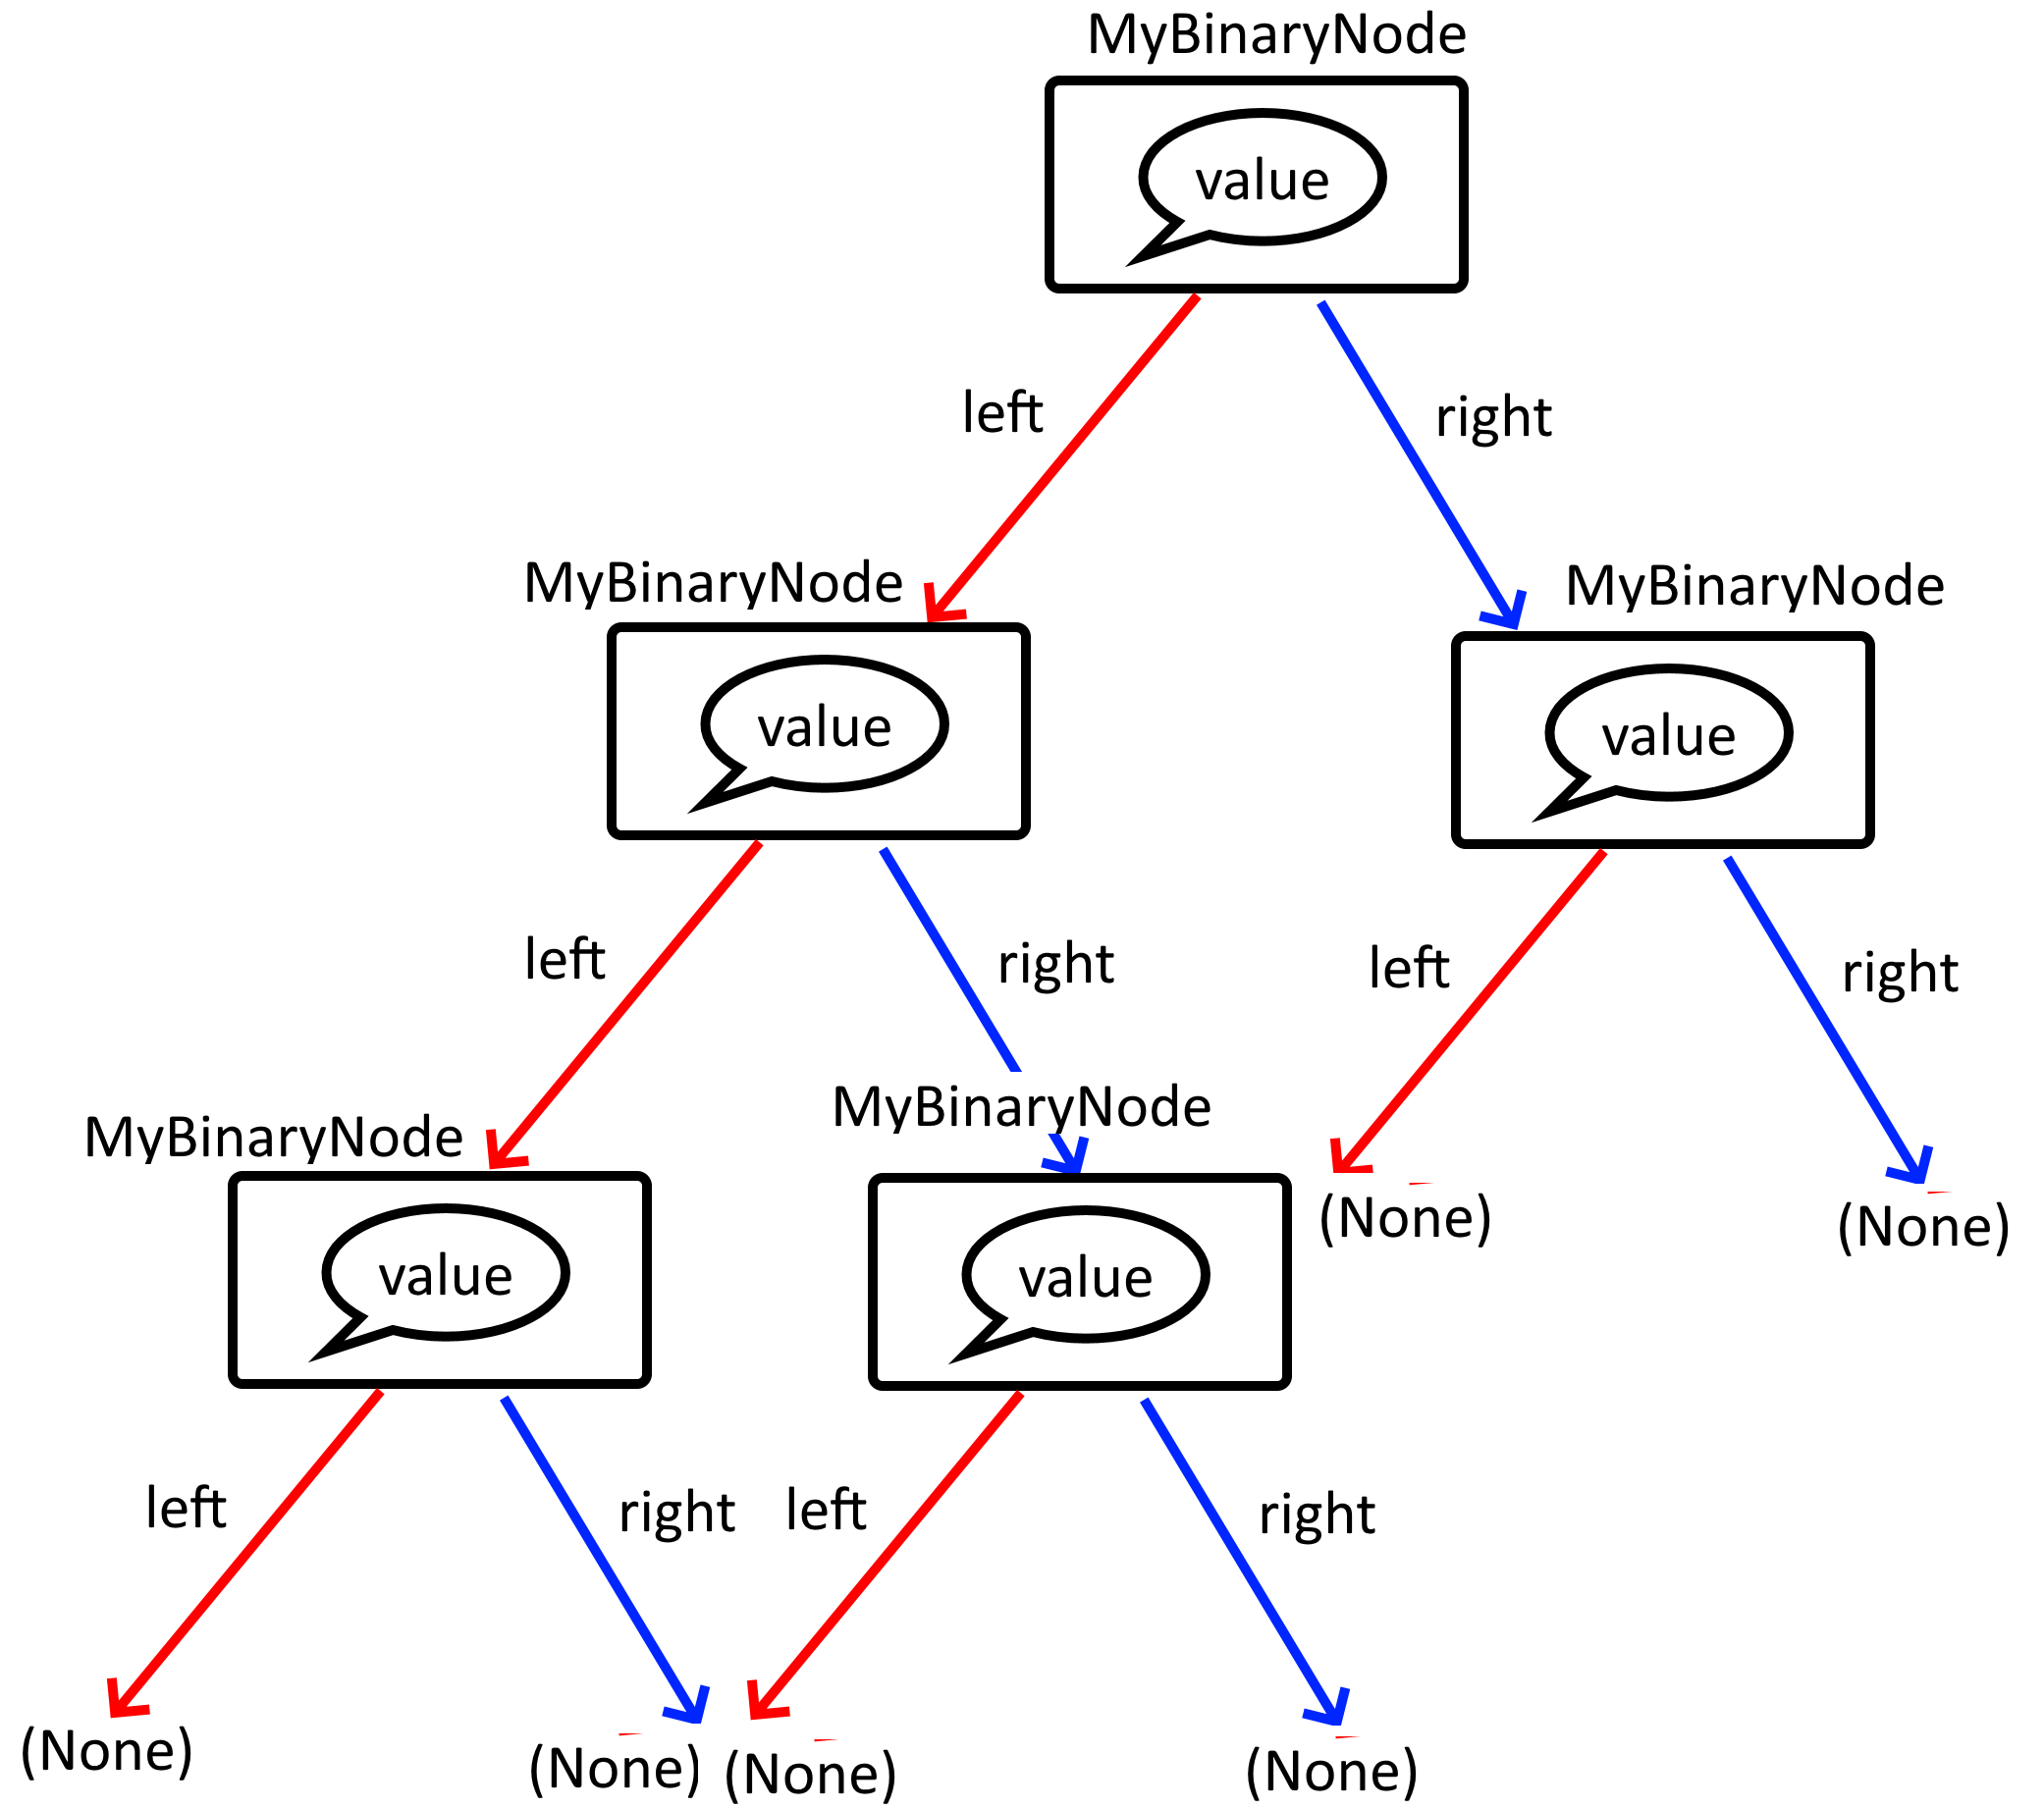 MyBinaryNode
value
left
right
MyBinaryNode
MyBinaryNode
value
value
left
right
left
right
MyBinaryNode
MyBinaryNode
(None)
(None)
value
value
left
right
left
right
(None)
(None)
(None)
(None)